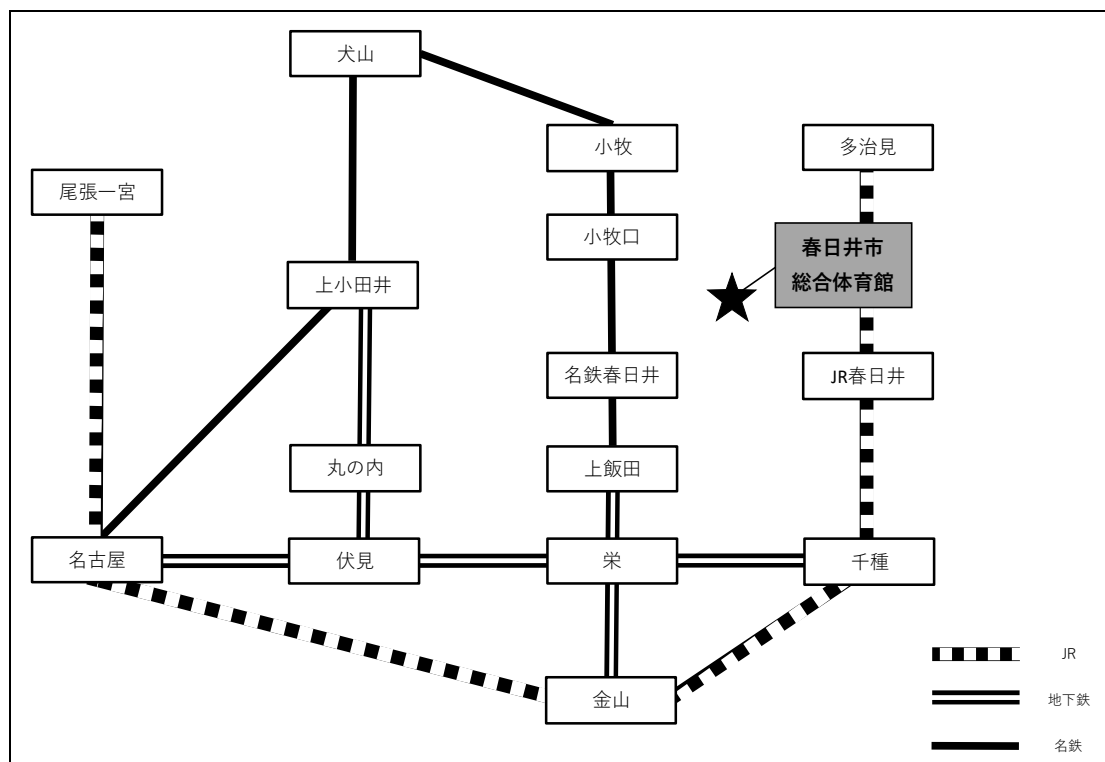 犬山
小牧
多治見
尾張一宮
小牧口
春日井市
総合体育館
上小田井
名鉄春日井
JR春日井
丸の内
上飯田
名古屋
伏見
栄
千種
金山
JR
地下鉄
名鉄